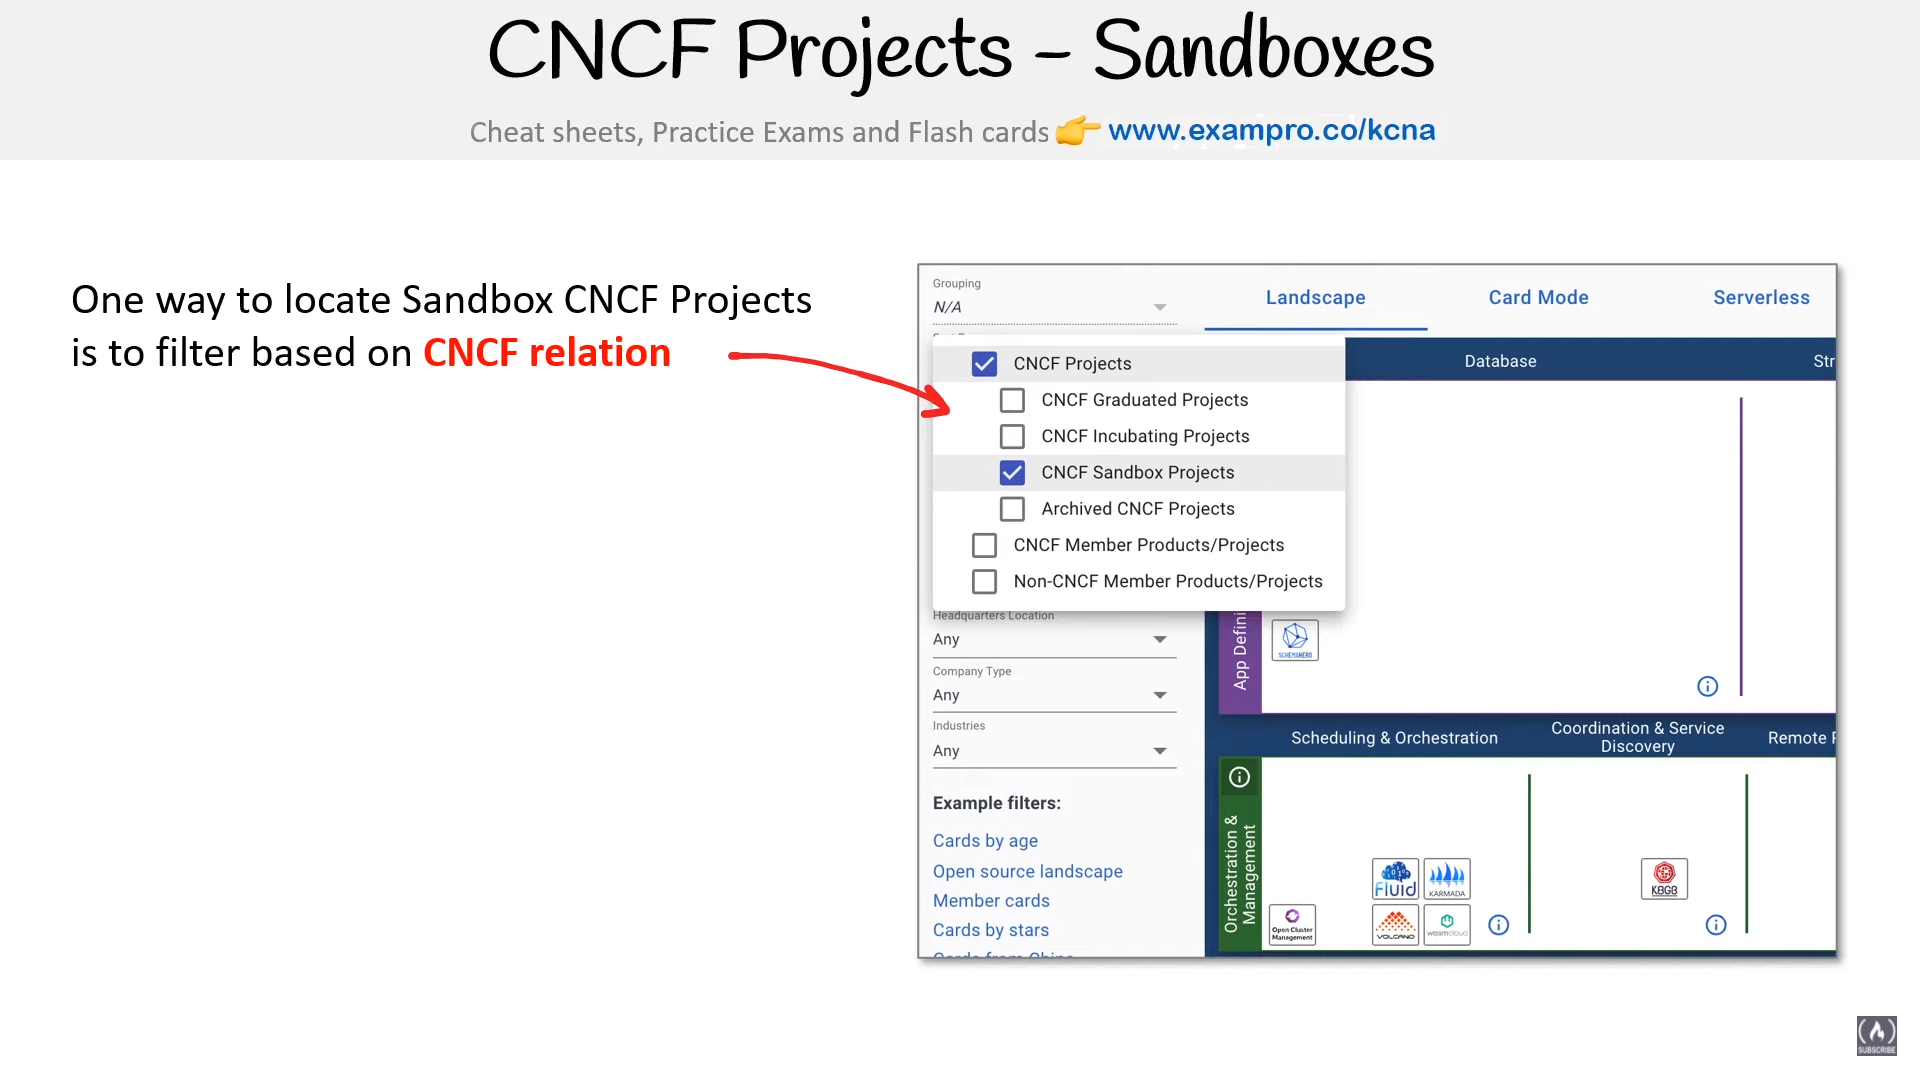 CNCF Projects - Sandboxes
Cheat sheets, Practice Exams and Flash cards www.exampro.co/kcna
One way to locate Sandbox CNCF Projects
is to filter based on CNCF relation
Grouping
N/A
Landscape
Card Mode
Serverless
CNCF Projects
CNCF Graduated Projects
CNCF Incubating Projects
CNCF Sandbox Projects
Archived CNCF Projects
CNCF Member Products/Projects
Non-CNCF Member Products/Projects
Headquarters Location
Any
Company Type
Any
Industries
Any
Example filters:
Cards by age
Open source landscape
Member cards
Cards by stars
Database
Str
App Defini
SCHEMAHERO
Scheduling & Orchestration
Coordination & Service
Discovery
Remote
Orchestration &
Management
Fluid
KARMADA
Open Cluster
Management
VOLCANO
wasmcloud
K8GB
SUBSCRIBE